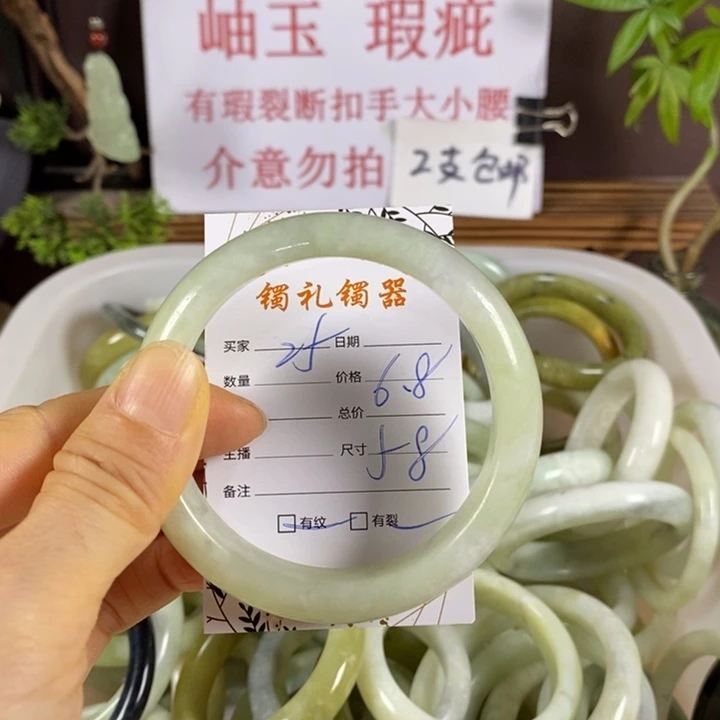 岫玉 瑕疵
有瑕裂断扣手大小腰
介意勿拍 2支包邮
镯礼镯器
买家 25 日期
数量 价格 6.8
总价
主播 尺寸 58
备注
有纹 有裂